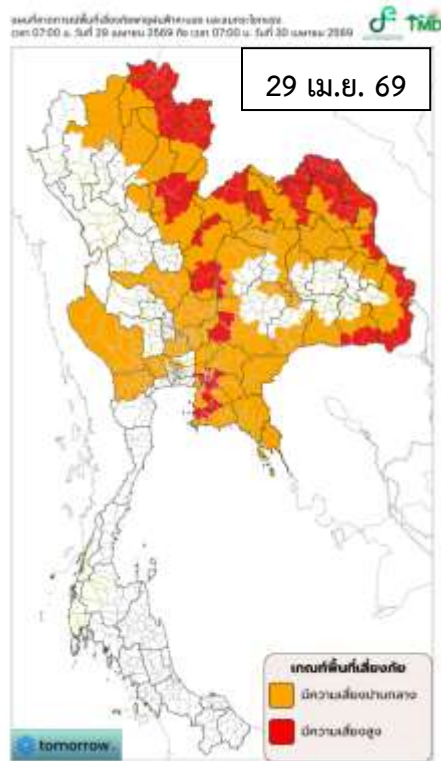 แผนที่คาดการณ์พื้นที่เสี่ยงภัยพายุฝนฟ้าคะนอง และลมกระโชกแรง
เวลา 07:00 น. วันที่ 29 เมษายน 2569 ถึง เวลา 07:00 น. วันที่ 30 เมษายน 2569
TMD
29 เม.ย. 69
เกณฑ์พื้นที่เสี่ยงภัย
มีความเสี่ยงปานกลาง
มีความเสี่ยงสูง
tomorrow